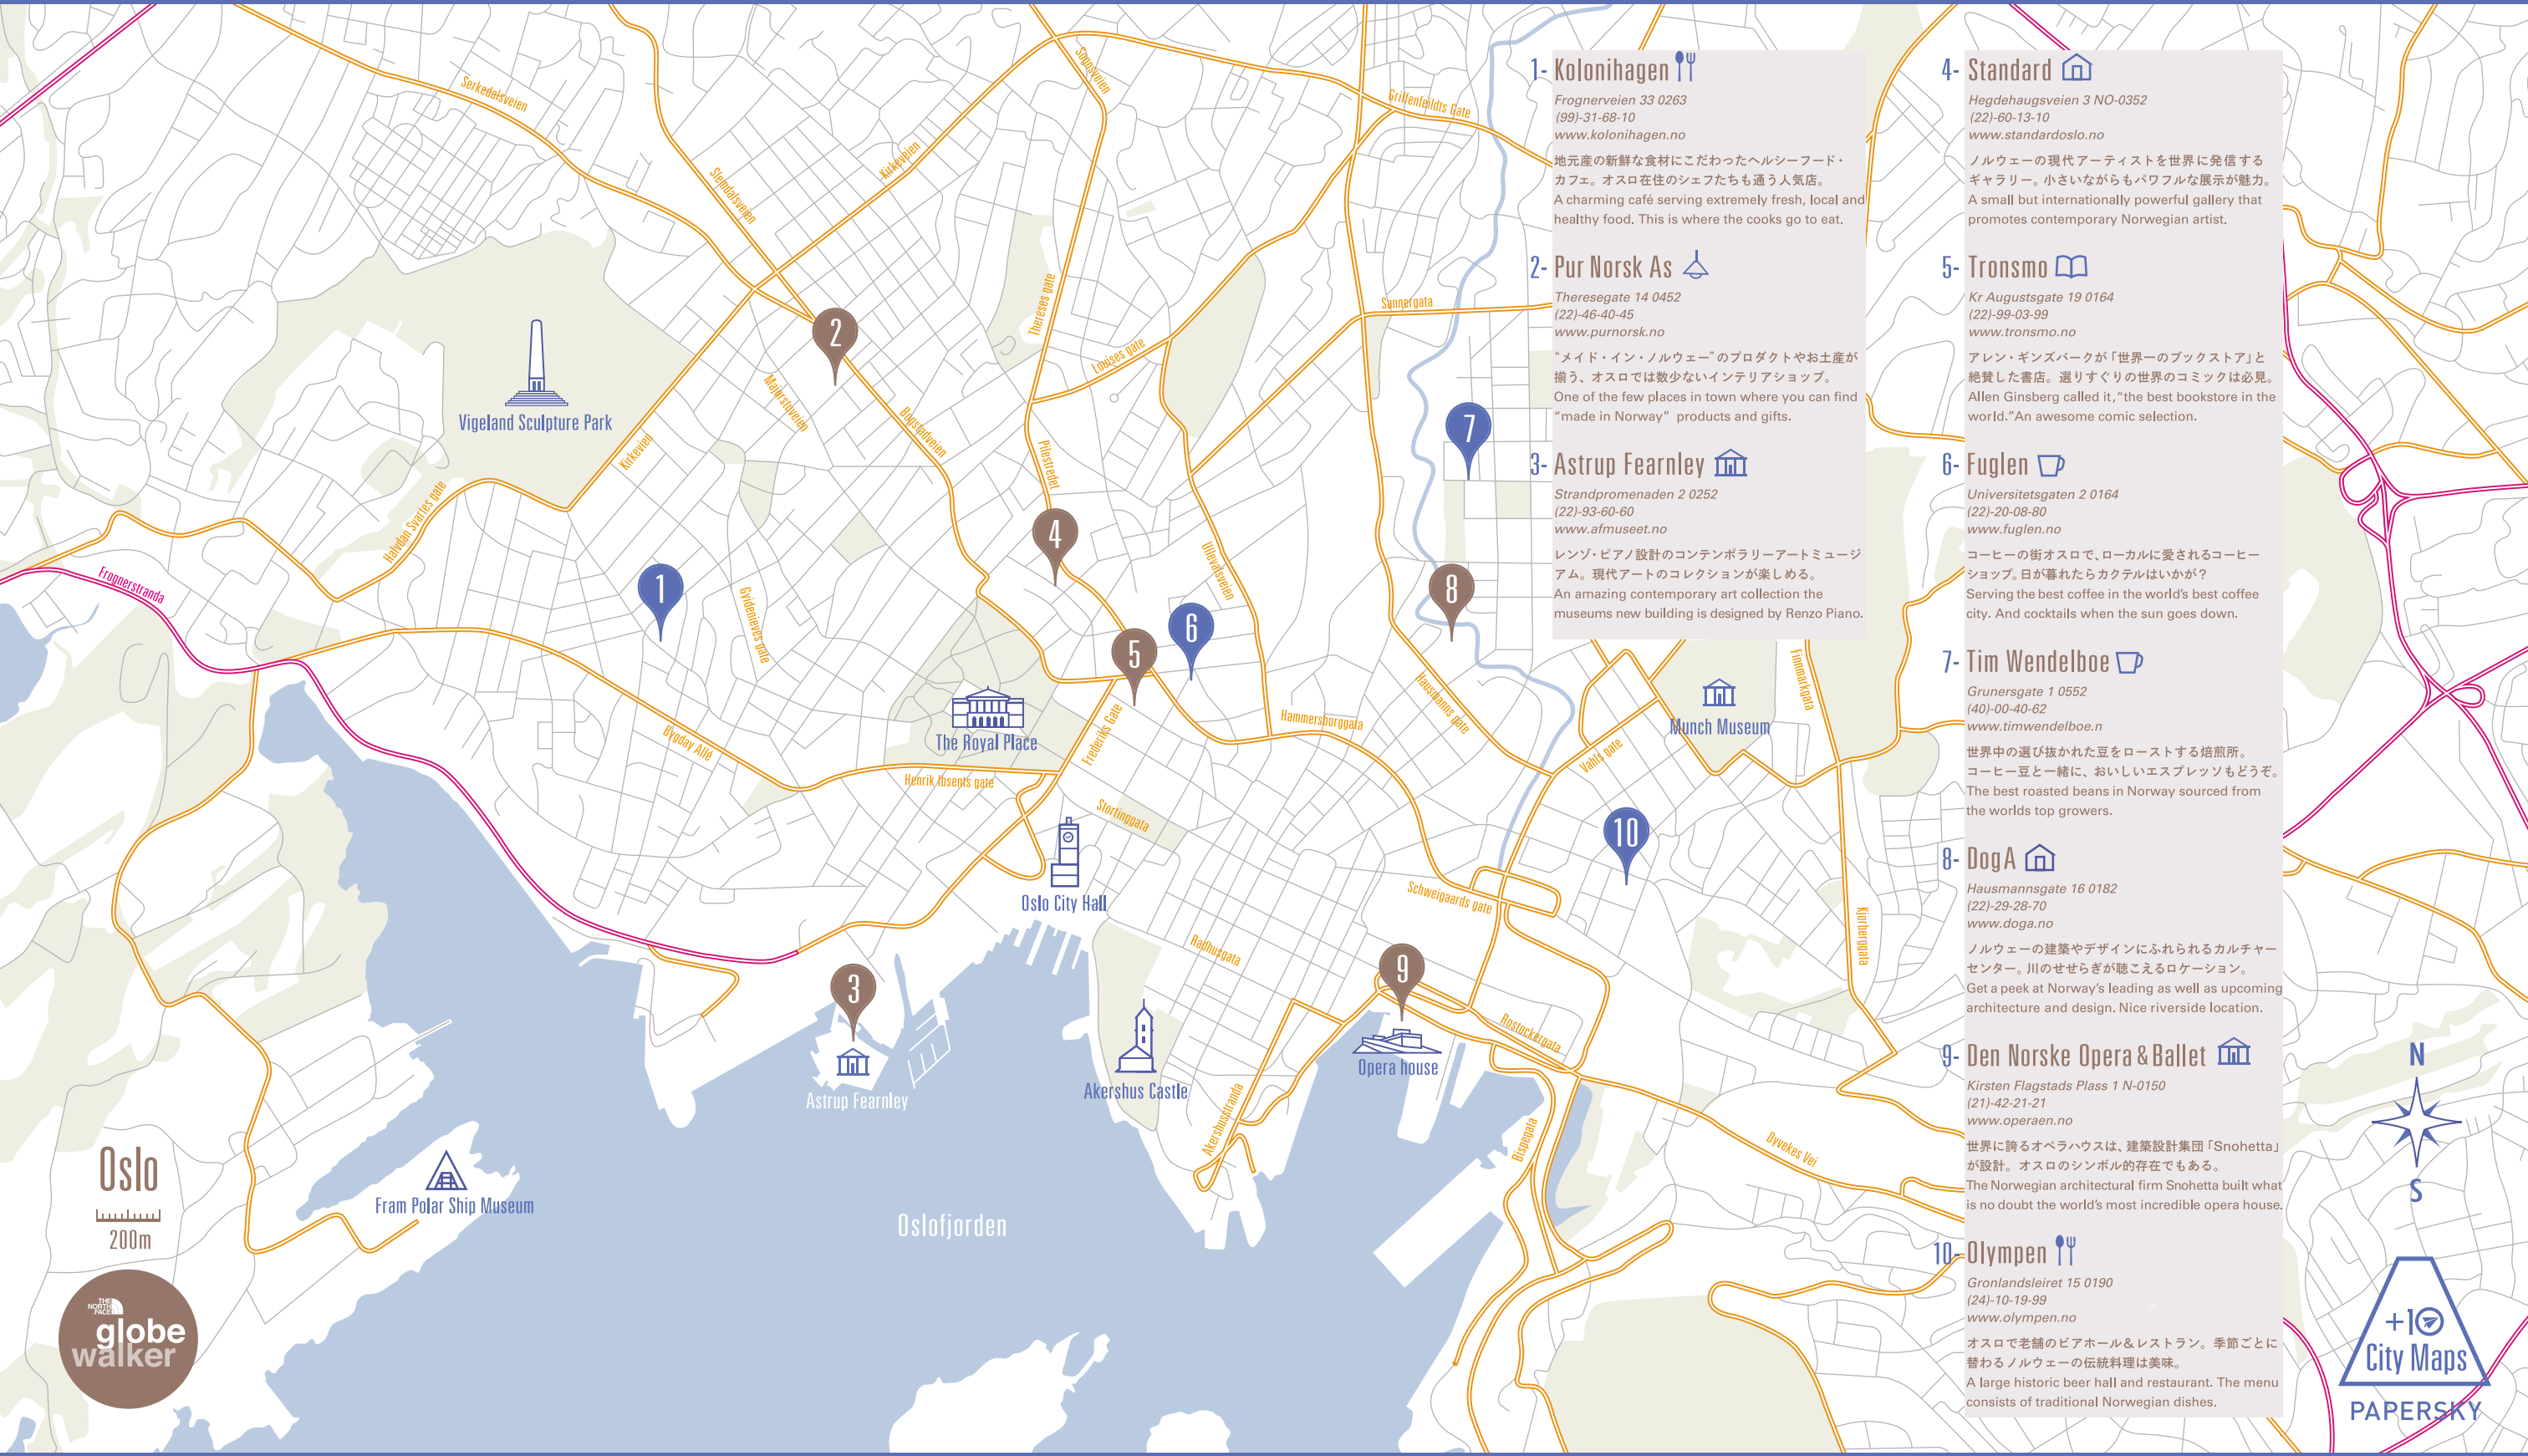 Serkedalsveien
Slemdalsveien
Sognsveien
Kirkeveien
Griffenfeildts Gate
Sannergata
Thereses gate
Louises gate
Majorstuveien
Bogstadveien
Pilestredet
Kirkevien
Halvdan Svartes gate
Ullevalsveien
Gyldenleves gate
Frognerstranda
Bygday Allé
Henrik Ibsents gate
Frederiks Gate
Stortinggata
Hammersborggata
Hausmanns gate
Vahls gate
Finnmarkgata
Schweigaards gate
Kjorberggata
Radhusgata
Rostockergata
Akershusstranda
Bispegata
Dyvekes Vei
Vigeland Sculpture Park
The Royal Place
Oslo City Hall
Munch Museum
Astrup Fearnley
Akershus Castle
Opera house
Fram Polar Ship Museum
Oslofjorden
1
2
3
4
5
6
7
8
9
10
Oslo
200m
THE
NORTH
FACE
globe
walker
1- Kolonihagen
Frognerveien 33 0263
(99)-31-68-10
www.kolonihagen.no
地元産の新鮮な食材にこだわったヘルシーフード・
カフェ。オスロ在住のシェフたちも通う人気店。
A charming café serving extremely fresh, local and
healthy food. This is where the cooks go to eat.
2- Pur Norsk As
Theresegate 14 0452
(22)-46-40-45
www.purnorsk.no
“メイド・イン・ノルウェー”のプロダクトやお土産が
揃う、オスロでは数少ないインテリアショップ。
One of the few places in town where you can find
“made in Norway” products and gifts.
3- Astrup Fearnley
Strandpromenaden 2 0252
(22)-93-60-60
www.afmuseet.no
レンゾ・ピアノ設計のコンテンポラリーアートミュージ
アム。現代アートのコレクションが楽しめる。
An amazing contemporary art collection the
museums new building is designed by Renzo Piano.
4- Standard
Hegdehaugsveien 3 NO-0352
(22)-60-13-10
www.standardoslo.no
ノルウェーの現代アーティストを世界に発信する
ギャラリー。小さいながらもパワフルな展示が魅力。
A small but internationally powerful gallery that
promotes contemporary Norwegian artist.
5- Tronsmo
Kr Augustsgate 19 0164
(22)-99-03-99
www.tronsmo.no
アレン・ギンズバークが「世界一のブックストア」と
絶賛した書店。選りすぐりの世界のコミックは必見。
Allen Ginsberg called it,“the best bookstore in the
world.”An awesome comic selection.
6- Fuglen
Universitetsgaten 2 0164
(22)-20-08-80
www.fuglen.no
コーヒーの街オスロで、ローカルに愛されるコーヒー
ショップ。日が暮れたらカクテルはいかが？
Serving the best coffee in the world’s best coffee
city. And cocktails when the sun goes down.
7- Tim Wendelboe
Grunersgate 1 0552
(40)-00-40-62
www.timwendelboe.n
世界中の選び抜かれた豆をローストする焙煎所。
コーヒー豆と一緒に、おいしいエスプレッソもどうぞ。
The best roasted beans in Norway sourced from
the worlds top growers.
8- DogA
Hausmannsgate 16 0182
(22)-29-28-70
www.doga.no
ノルウェーの建築やデザインにふれられるカルチャー
センター。川のせせらぎが聴こえるロケーション。
Get a peek at Norway’s leading as well as upcoming
architecture and design. Nice riverside location.
9- Den Norske Opera & Ballet
Kirsten Flagstads Plass 1 N-0150
(21)-42-21-21
www.operaen.no
世界に誇るオペラハウスは、建築設計集団「Snohetta」
が設計。オスロのシンボル的存在でもある。
The Norwegian architectural firm Snohetta built what
is no doubt the world’s most incredible opera house.
10- Olympen
Gronlandsleiret 15 0190
(24)-10-19-99
www.olympen.no
オスロで老舗のビアホール＆レストラン。季節ごとに
替わるノルウェーの伝統料理は美味。
A large historic beer hall and restaurant. The menu
consists of traditional Norwegian dishes.
N
S
+10
City Maps
PAPERSKY